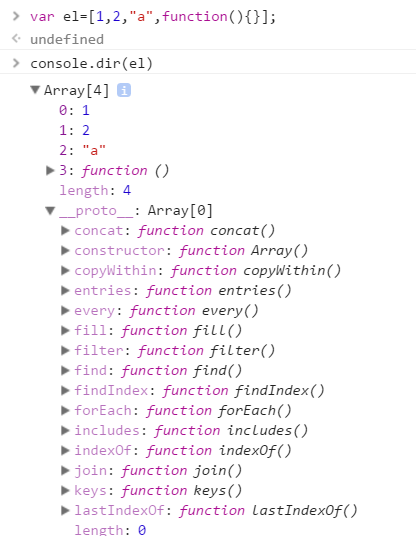 var el=[1,2,"a",function(){}];
undefined
console.dir(el)
Array[4] i
0: 1
1: 2
2: "a"
3: function ()
length: 4
__proto__: Array[0]
concat: function concat()
constructor: function Array()
copyWithin: function copyWithin()
entries: function entries()
every: function every()
fill: function fill()
filter: function filter()
find: function find()
findIndex: function findIndex()
forEach: function forEach()
includes: function includes()
indexOf: function indexOf()
join: function join()
keys: function keys()
lastIndexOf: function lastIndexOf()
length: 0